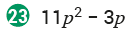 23 11p² − 3p